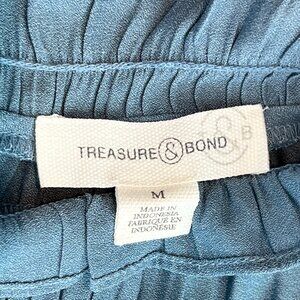 TREASURE & BOND
& B
M
MADE IN
INDONESIA
FABRIQUÉ EN
INDONÉSIE